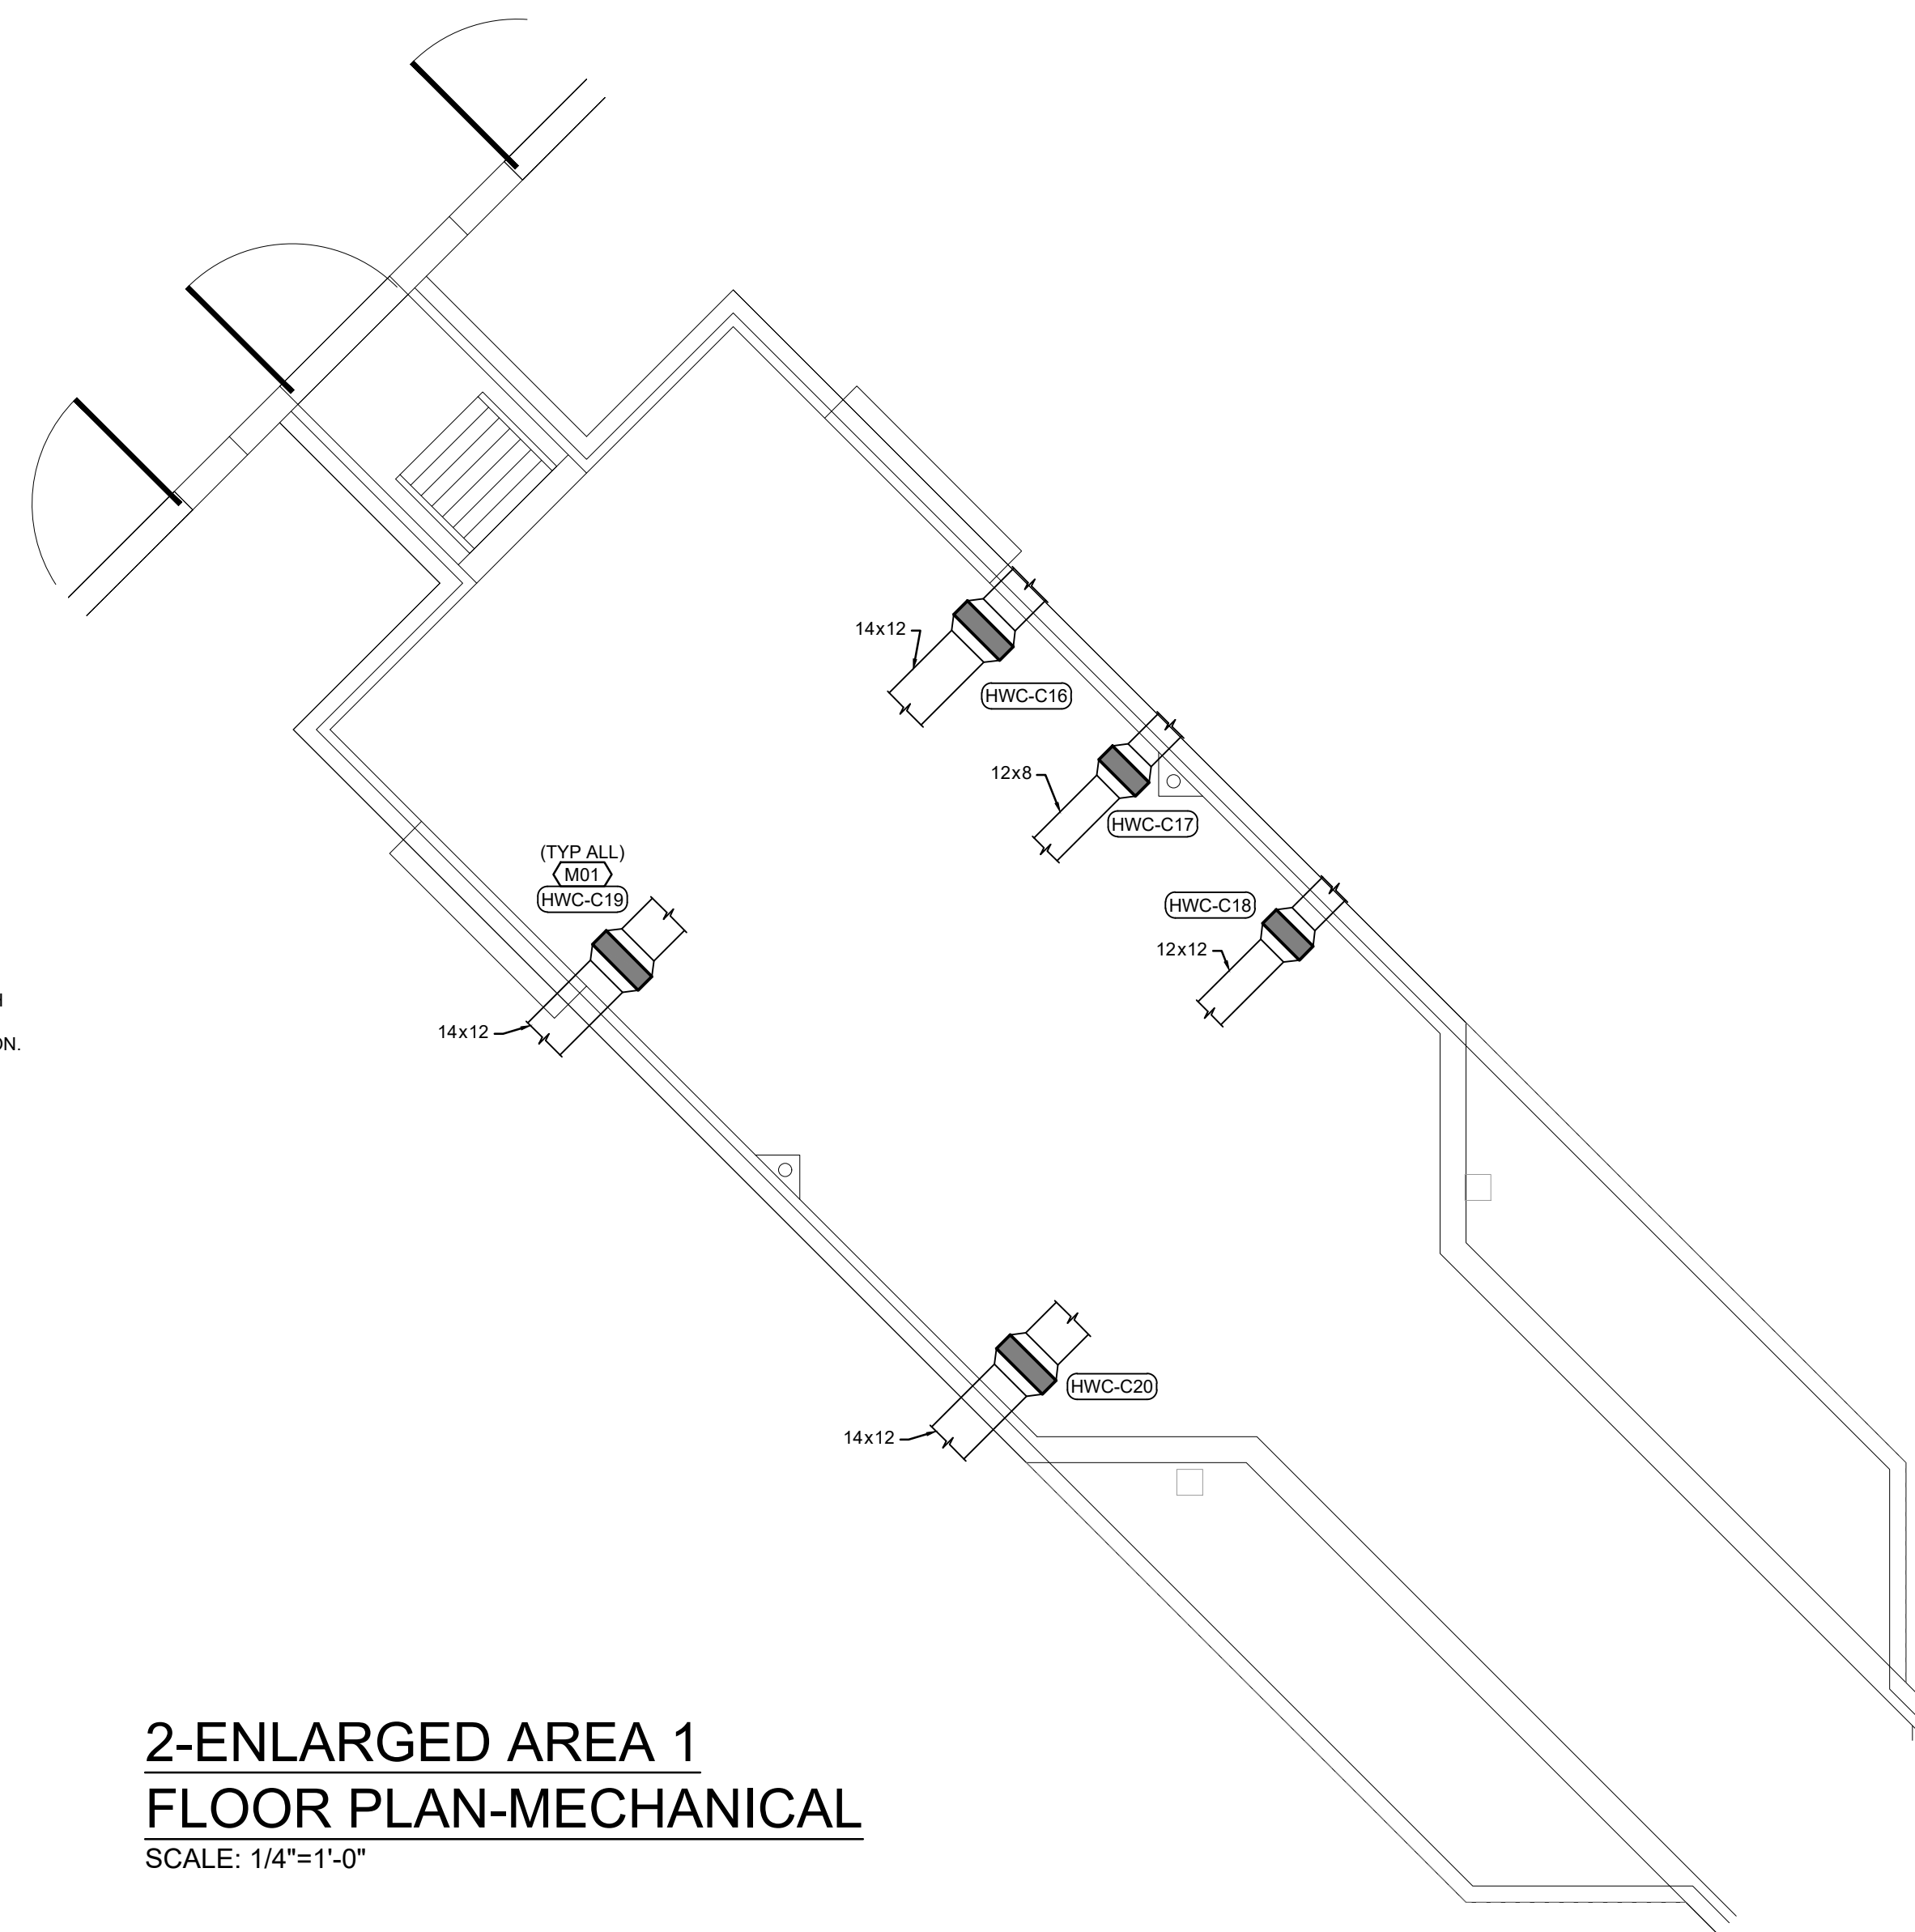 14x12
HWC-C16
12x8
HWC-C17
(TYP ALL)
M01
HWC-C19
HWC-C18
12x12
14x12
HWC-C20
14x12
2-ENLARGED AREA 1
FLOOR PLAN-MECHANICAL
SCALE: 1/4"=1'-0"